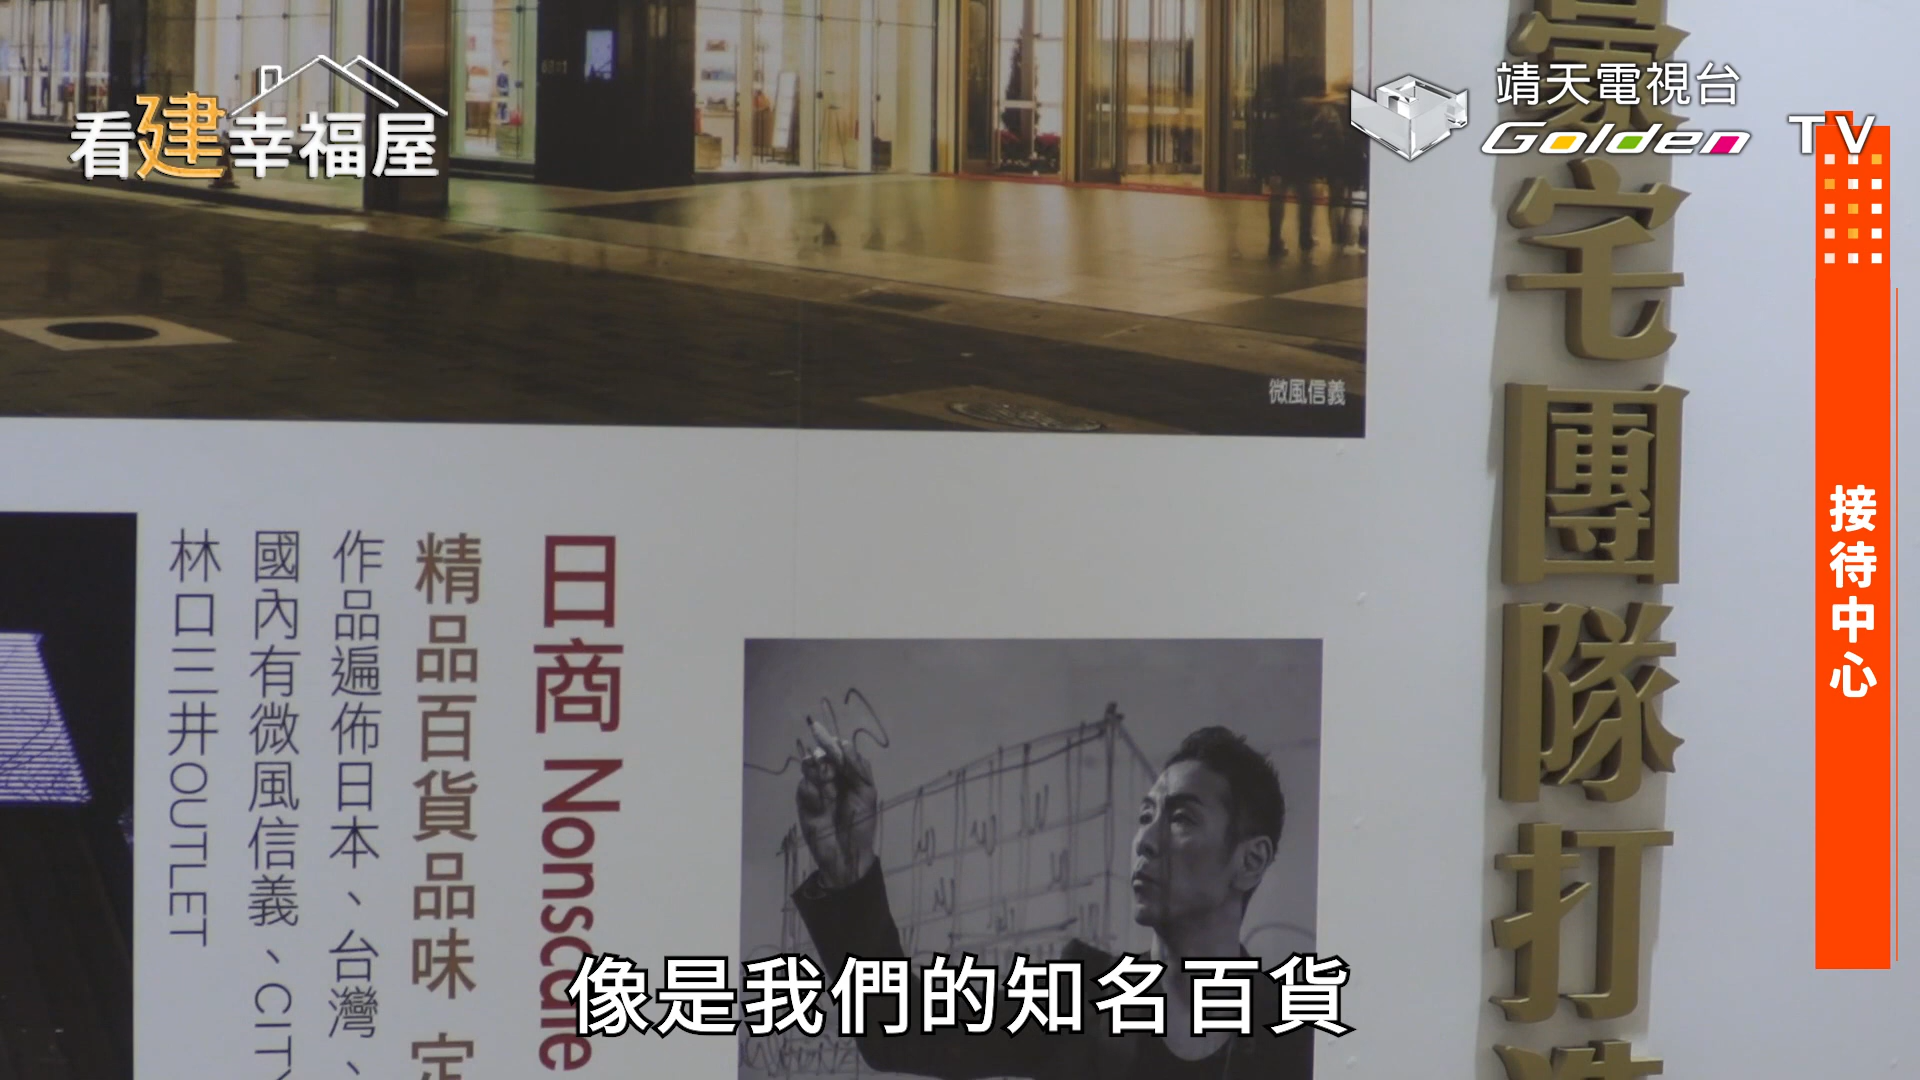 看建幸福屋
靖天電視台
Golden TV
接待中心
微風信義
宅團隊打
日商 Nonscale
精品百貨品味
作品遍佈日本、台灣、
國內有微風信義、CITY
林口三井OUTLET
像是我們的知名百貨